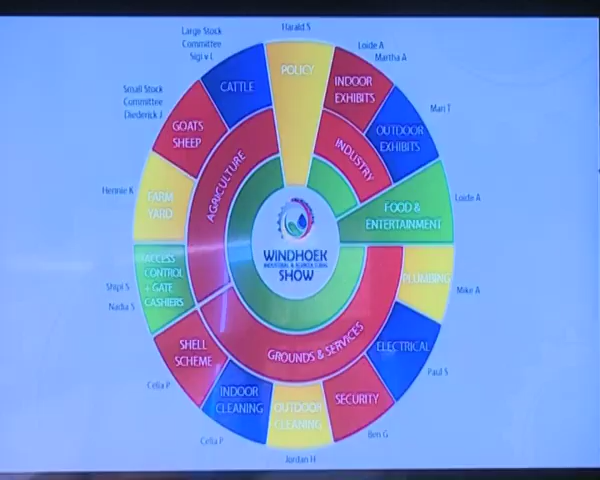 Harald S
POLICY
Loide A
Martha A
INDOOR
EXHIBITS
Mari T
OUTDOOR
EXHIBITS
INDUSTRY
Loide A
FOOD &
ENTERTAINMENT
PLUMBING
Mike A
ELECTRICAL
Paul S
SECURITY
Ben G
OUTDOOR
CLEANING
Jordan H
INDOOR
CLEANING
Celia P
SHELL
SCHEME
Celia P
GROUNDS & SERVICES
ACCESS
CONTROL
+ GATE
CASHIERS
Shipi S
Nadia S
FARM
YARD
Hennie K
GOATS
SHEEP
Small Stock
Committee
Diederick J
CATTLE
Large Stock
Committee
Sigi v L
AGRICULTURE
WINDHOEK
INDUSTRIAL & AGRICULTURAL
SHOW